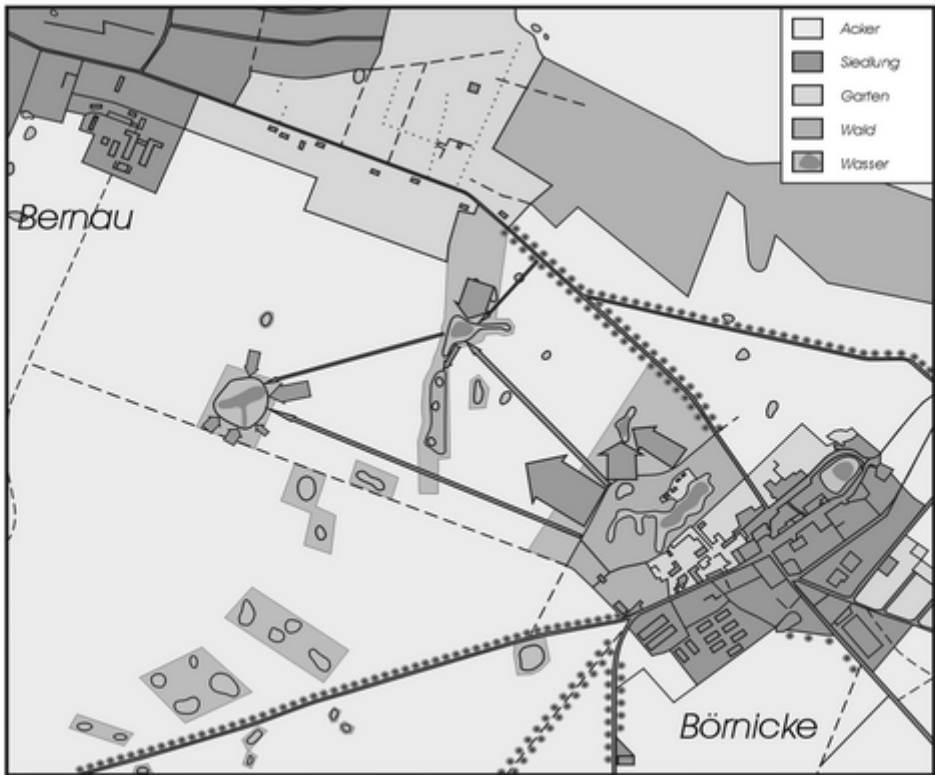 Acker
Siedlung
Garten
Wald
Wasser
Bernau
Börnicke